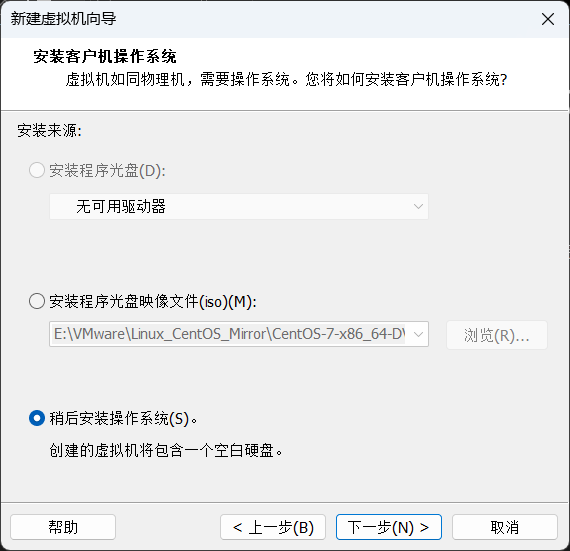 新建虚拟机向导
安装客户机操作系统
虚拟机如同物理机，需要操作系统。您将如何安装客户机操作系统?
安装来源:
安装程序光盘(D):
无可用驱动器
安装程序光盘映像文件(iso)(M):
E:\VMware\Linux_CentOS_Mirror\CentOS-7-x86_64-D\
浏览(R)...
稍后安装操作系统(S)。
创建的虚拟机将包含一个空白硬盘。
帮助
< 上一步(B)
下一步(N) >
取消